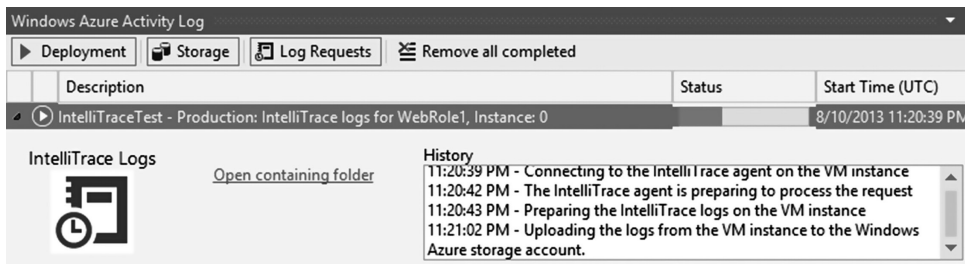 Windows Azure Activity Log
Deployment Storage Log Requests Remove all completed
Description Status Start Time (UTC)
IntelliTraceTest - Production: IntelliTrace logs for WebRole1, Instance: 0 8/10/2013 11:20:39 PM
IntelliTrace Logs
Open containing folder
History
11:20:39 PM - Connecting to the IntelliTrace agent on the VM instance
11:20:42 PM - The IntelliTrace agent is preparing to process the request
11:20:43 PM - Preparing the IntelliTrace logs on the VM instance
11:21:02 PM - Uploading the logs from the VM instance to the Windows
Azure storage account.